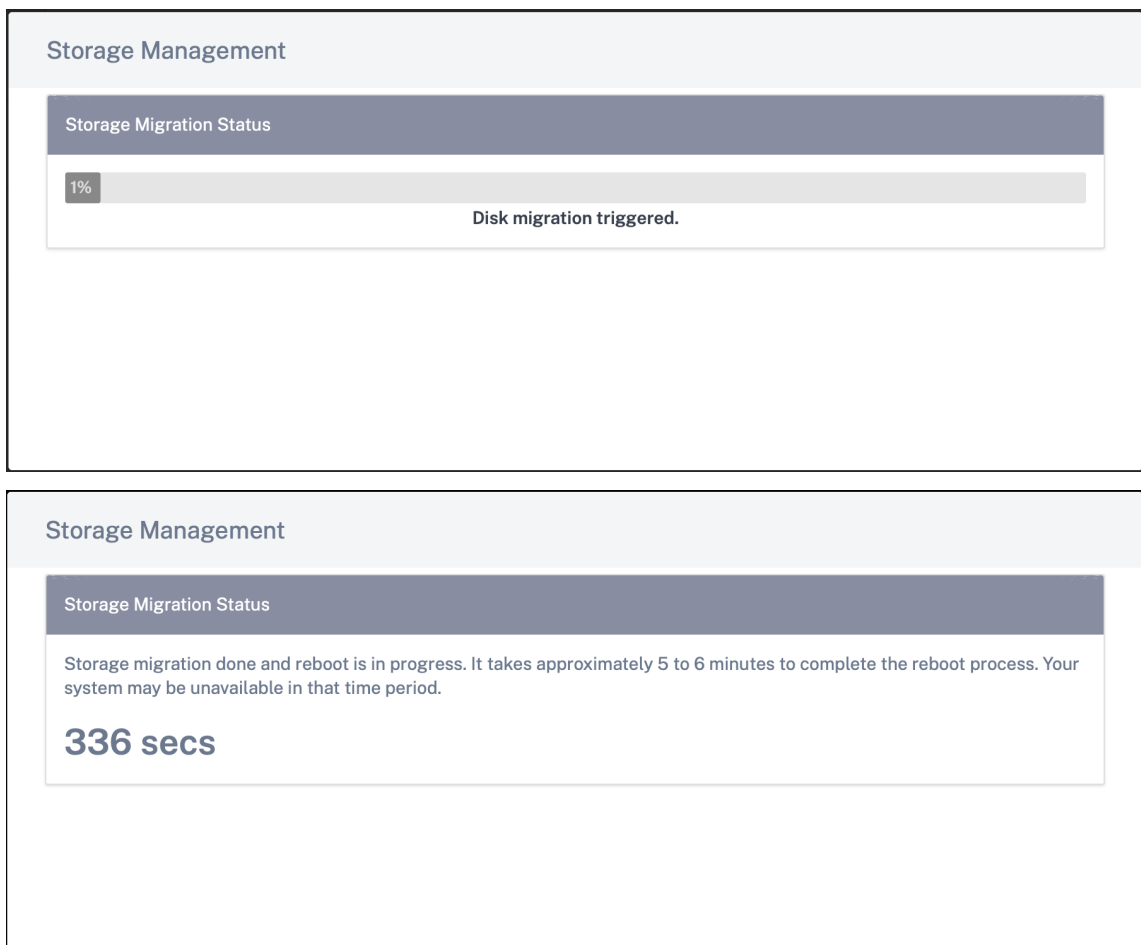 Storage Management
Storage Migration Status
1%
Disk migration triggered.
Storage Management
Storage Migration Status
Storage migration done and reboot is in progress. It takes approximately 5 to 6 minutes to complete the reboot process. Your
system may be unavailable in that time period.
336 secs